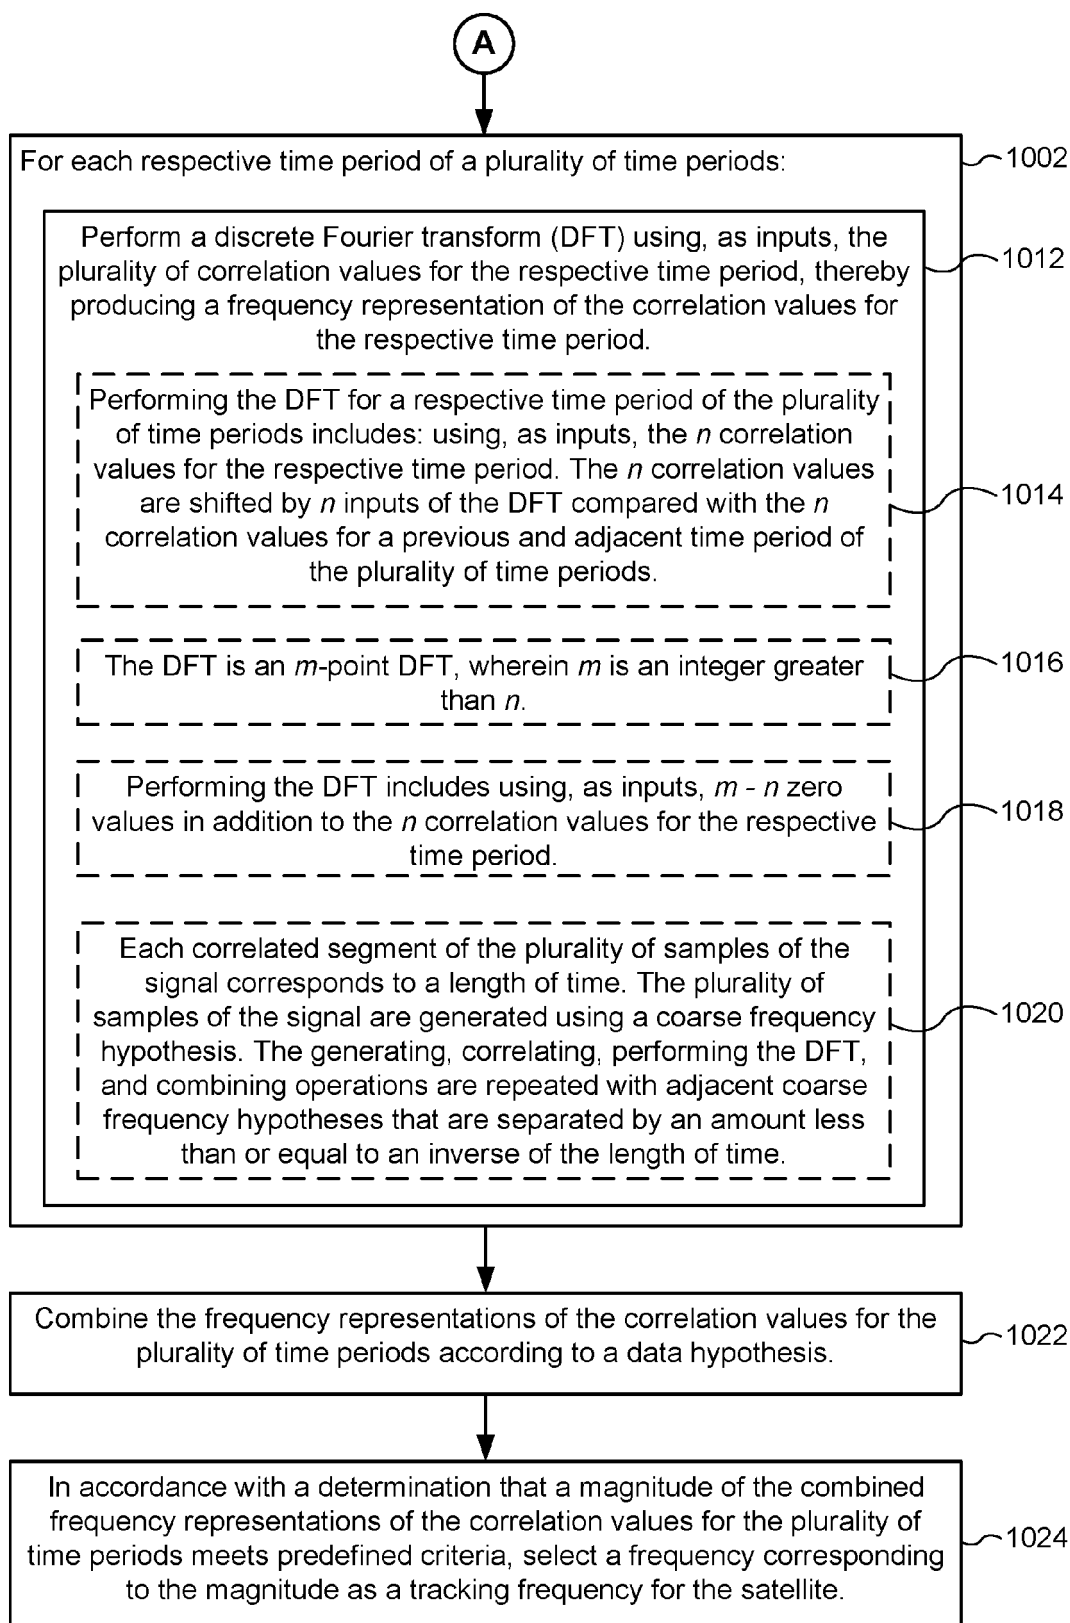 A
For each respective time period of a plurality of time periods:
1002
Perform a discrete Fourier transform (DFT) using, as inputs, the
plurality of correlation values for the respective time period, thereby
producing a frequency representation of the correlation values for
the respective time period.
1012
Performing the DFT for a respective time period of the plurality
of time periods includes: using, as inputs, the n correlation
values for the respective time period. The n correlation values
are shifted by n inputs of the DFT compared with the n
correlation values for a previous and adjacent time period of
the plurality of time periods.
1014
The DFT is an m-point DFT, wherein m is an integer greater
than n.
1016
Performing the DFT includes using, as inputs, m - n zero
values in addition to the n correlation values for the respective
time period.
1018
Each correlated segment of the plurality of samples of the
signal corresponds to a length of time. The plurality of
samples of the signal are generated using a coarse frequency
hypothesis. The generating, correlating, performing the DFT,
and combining operations are repeated with adjacent coarse
frequency hypotheses that are separated by an amount less
than or equal to an inverse of the length of time.
1020
Combine the frequency representations of the correlation values for the
plurality of time periods according to a data hypothesis.
1022
In accordance with a determination that a magnitude of the combined
frequency representations of the correlation values for the plurality of
time periods meets predefined criteria, select a frequency corresponding
to the magnitude as a tracking frequency for the satellite.
1024